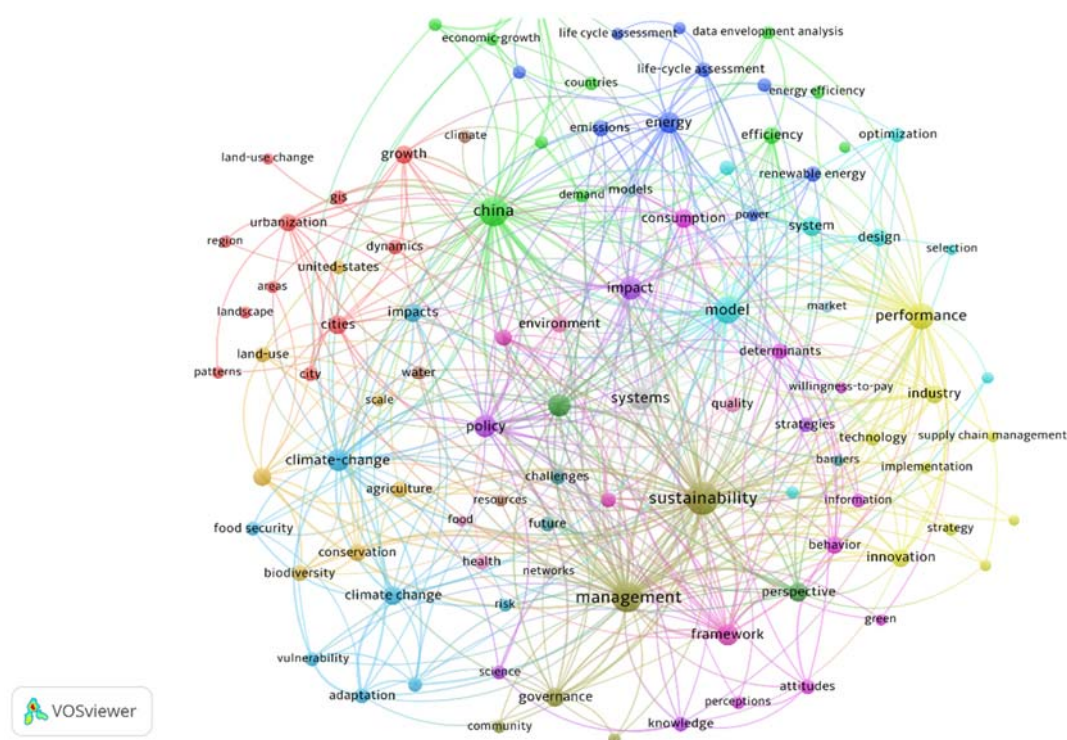 economic-growth
life cycle assessment
data envelopment analysis
life-cycle assessment
countries
energy efficiency
energy
emissions
climate
efficiency
optimization
growth
land-use change
renewable energy
gis
demand
models
china
consumption
power
urbanization
system
region
dynamics
design
selection
united-states
areas
impact
landscape
impacts
model
market
performance
cities
environment
land-use
determinants
patterns
city
water
willingness-to-pay
industry
scale
systems
quality
policy
strategies
technology
supply chain management
climate-change
barriers
implementation
challenges
agriculture
resources
sustainability
information
food security
food
future
strategy
conservation
behavior
innovation
biodiversity
health
networks
climate change
risk
management
perspective
framework
green
vulnerability
science
adaptation
governance
attitudes
perceptions
community
knowledge
VOSviewer